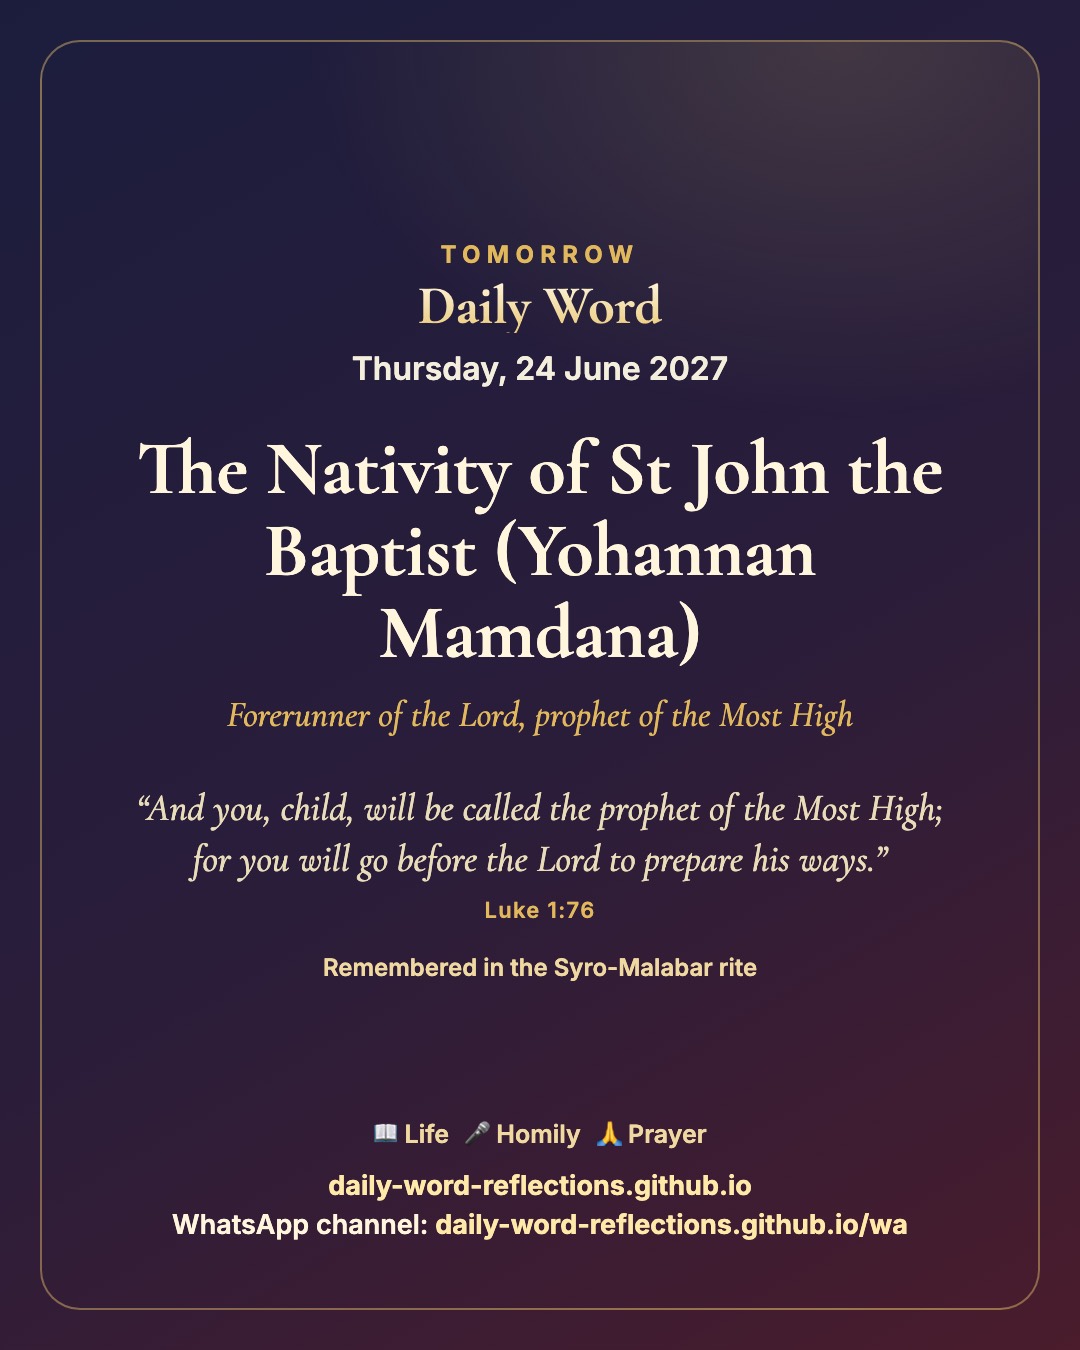 TOMORROW
Daily Word
Thursday, 24 June 2027
The Nativity of St John the
Baptist (Yohannan
Mamdana)
Forerunner of the Lord, prophet of the Most High
“And you, child, will be called the prophet of the Most High;
for you will go before the Lord to prepare his ways.”
Luke 1:76
Remembered in the Syro-Malabar rite
📖 Life 🎤 Homily 🙏 Prayer
daily-word-reflections.github.io
WhatsApp channel: daily-word-reflections.github.io/wa